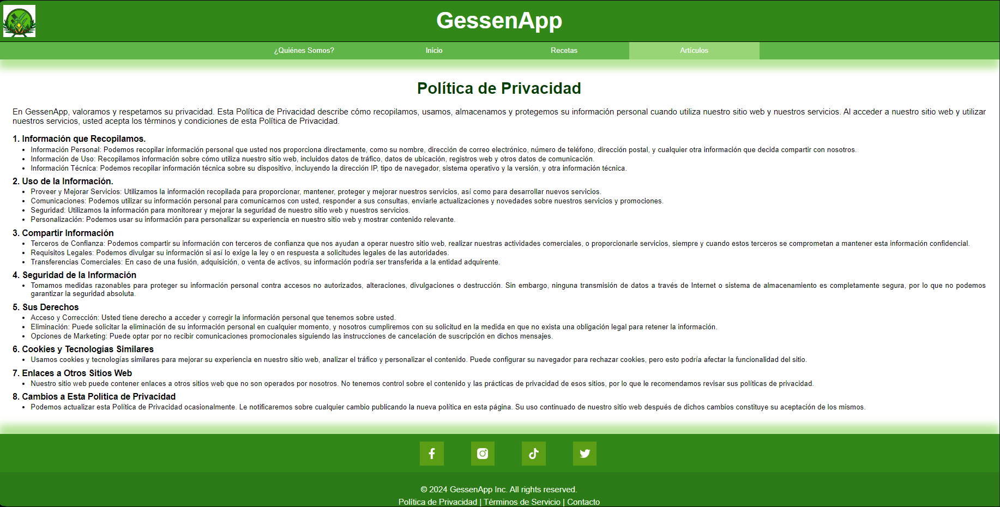 GessenApp
¿Quiénes Somos?
Inicio
Recetas
Artículos
Política de Privacidad
En GessenApp, valoramos y respetamos su privacidad. Esta Política de Privacidad describe cómo recopilamos, usamos, almacenamos y protegemos su información personal cuando utiliza nuestro sitio web y nuestros servicios. Al acceder a nuestro sitio web y utilizar
nuestros servicios, usted acepta los términos y condiciones de esta Política de Privacidad.
1. Información que Recopilamos.
• Información Personal: Podemos recopilar información personal que usted nos proporciona directamente, como su nombre, dirección de correo electrónico, número de teléfono, dirección postal, y cualquier otra información que decida compartir con nosotros.
• Información de Uso: Recopilamos información sobre cómo utiliza nuestro sitio web, incluidos datos de tráfico, datos de ubicación, registros web y otros datos de comunicación.
• Información Técnica: Podemos recopilar información técnica sobre su dispositivo, incluyendo la dirección IP, tipo de navegador, sistema operativo y la versión, y otra información técnica.
2. Uso de la Información.
• Proveer y Mejorar Servicios: Utilizamos la información recopilada para proporcionar, mantener, proteger y mejorar nuestros servicios, así como para desarrollar nuevos servicios.
• Comunicaciones: Podemos utilizar su información personal para comunicarnos con usted, responder a sus consultas, enviarle actualizaciones y novedades sobre nuestros servicios y promociones.
• Seguridad: Utilizamos la información para monitorear y mejorar la seguridad de nuestro sitio web y nuestros servicios.
• Personalización: Podemos usar su información para personalizar su experiencia en nuestro sitio web y mostrar contenido relevante.
3. Compartir Información
• Terceros de Confianza: Podemos compartir su información con terceros de confianza que nos ayudan a operar nuestro sitio web, realizar nuestras actividades comerciales, o proporcionarle servicios, siempre y cuando estos terceros se comprometan a mantener esta información confidencial.
• Requisitos Legales: Podemos divulgar su información si así lo exige la ley o en respuesta a solicitudes legales de las autoridades.
• Transferencias Comerciales: En caso de una fusión, adquisición, o venta de activos, su información podría ser transferida a la entidad adquirente.
4. Seguridad de la Información
• Tomamos medidas razonables para proteger su información personal contra accesos no autorizados, alteraciones, divulgaciones o destrucción. Sin embargo, ninguna transmisión de datos a través de Internet o sistema de almacenamiento es completamente segura, por lo que no podemos
garantizar la seguridad absoluta.
5. Sus Derechos
• Acceso y Corrección: Usted tiene derecho a acceder y corregir la información personal que tenemos sobre usted.
• Eliminación: Puede solicitar la eliminación de su información personal en cualquier momento, y nosotros cumpliremos con su solicitud en la medida en que no exista una obligación legal para retener la información.
• Opciones de Marketing: Puede optar por no recibir comunicaciones promocionales siguiendo las instrucciones de cancelación de suscripción en dichos mensajes.
6. Cookies y Tecnologías Similares
• Usamos cookies y tecnologías similares para mejorar su experiencia en nuestro sitio web, analizar el tráfico y personalizar el contenido. Puede configurar su navegador para rechazar cookies, pero esto podría afectar la funcionalidad del sitio.
7. Enlaces a Otros Sitios Web
• Nuestro sitio web puede contener enlaces a otros sitios web que no son operados por nosotros. No tenemos control sobre el contenido y las prácticas de privacidad de esos sitios, por lo que le recomendamos revisar sus políticas de privacidad.
8. Cambios a Esta Política de Privacidad
• Podemos actualizar esta Política de Privacidad ocasionalmente. Le notificaremos sobre cualquier cambio publicando la nueva política en esta página. Su uso continuado de nuestro sitio web después de dichos cambios constituye su aceptación de los mismos.
© 2024 GessenApp Inc. All rights reserved.
Política de Privacidad | Términos de Servicio | Contacto